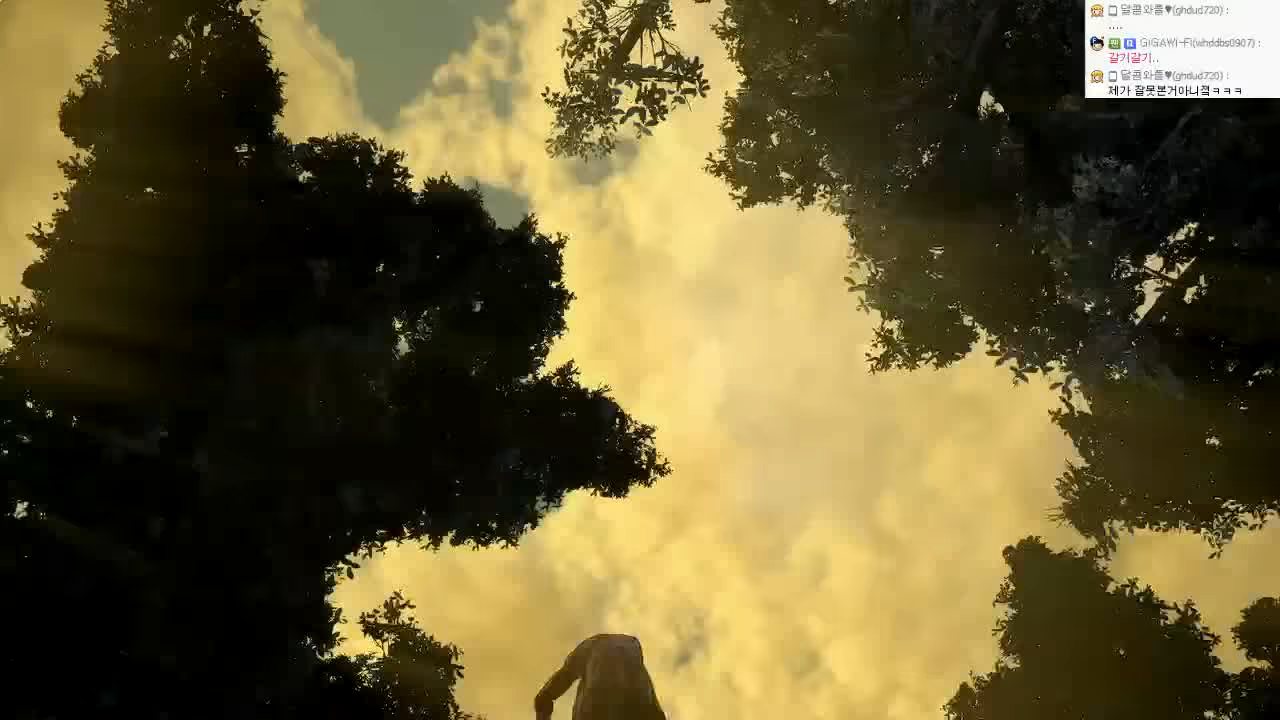 달콤와플♥(ghdud720) :
....
GIGAWI-FI(whddbs0907) :
갈기갈기..
달콤와플♥(ghdud720) :
제가 잘못본거아니졐ㅋㅋㅋ